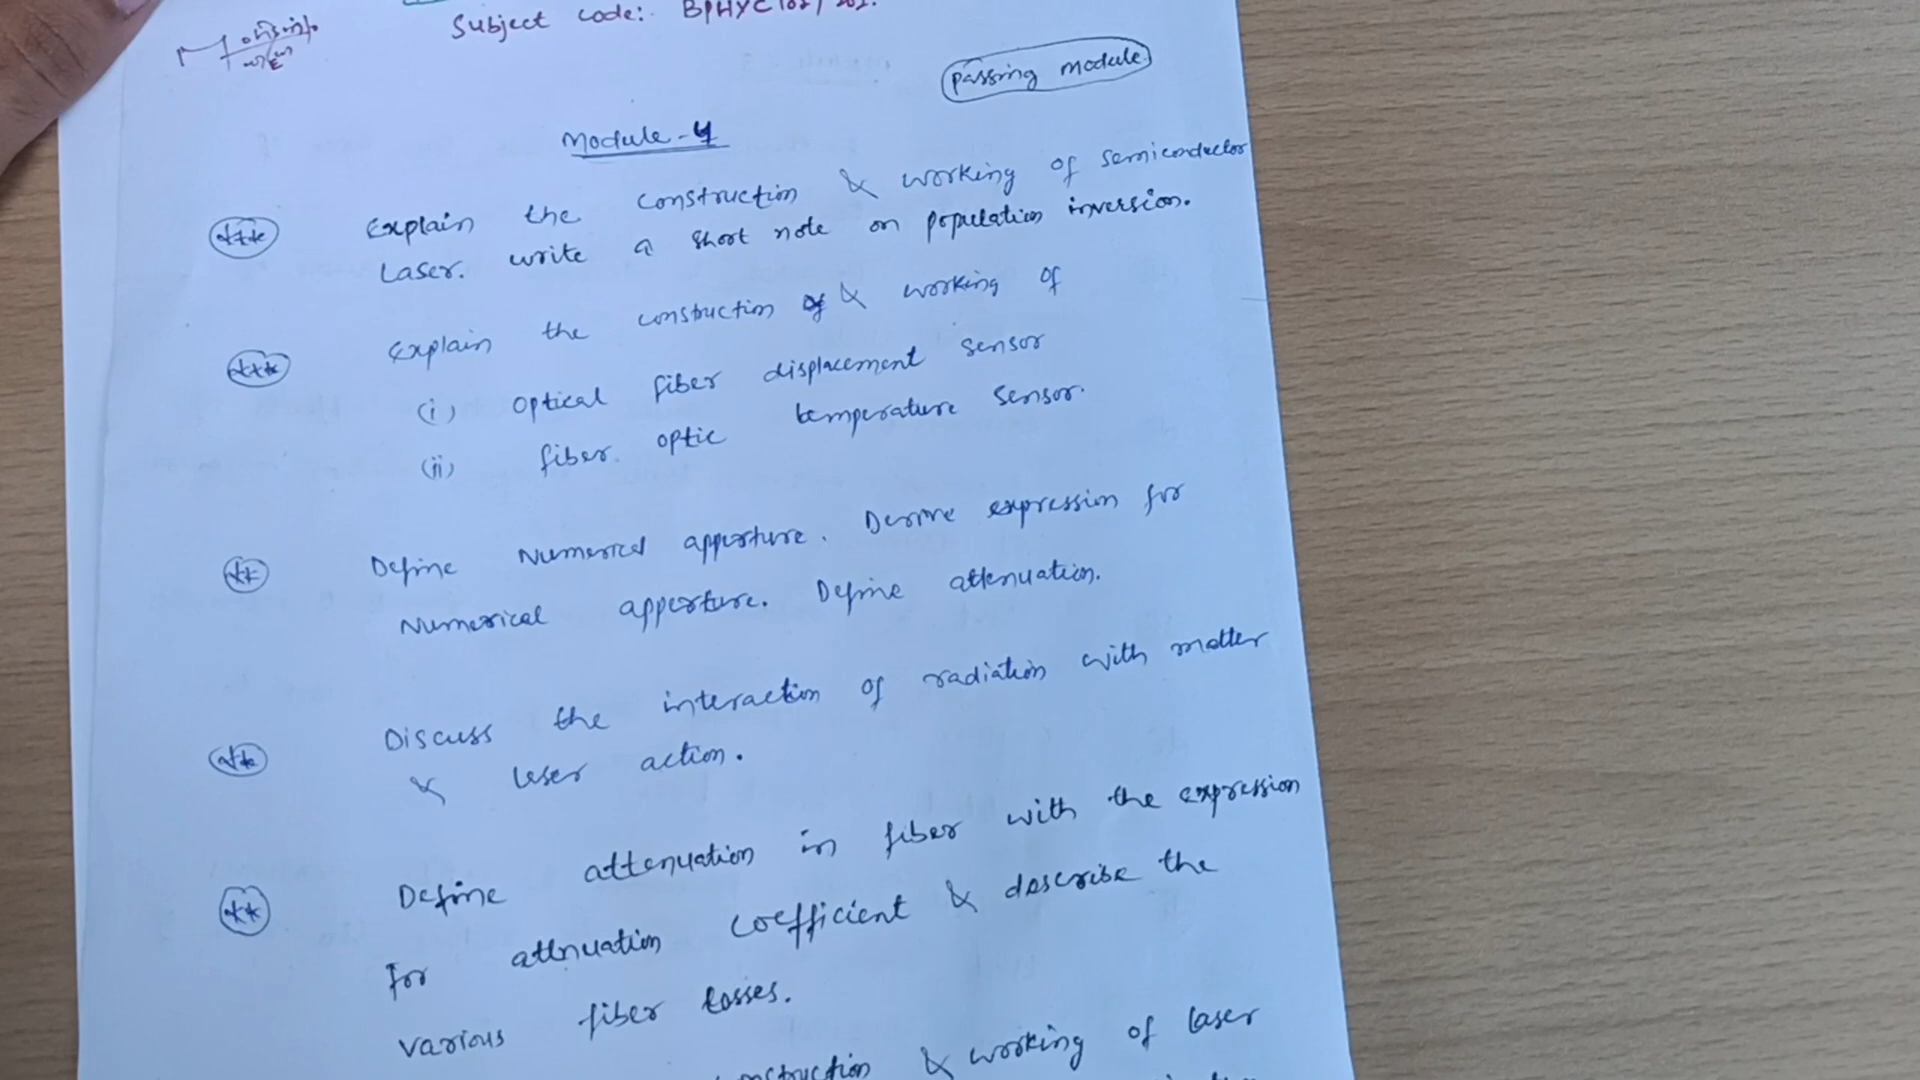 Subject code: BPHYC102/202.
passing module
Module-4
*** Explain the construction & working of semiconductor
Laser. write a short note on population inversion.
*** Explain the construction & working of
(i) optical fiber displacement sensor
(ii) fiber optic temperature sensor.
** Define Numerical apperture. Derive expression for
Numerical apperture. Define attenuation.
** Discuss the interaction of radiation with matter
& laser action.
** Define attenuation in fiber with the expression
for attnuation coefficient & describe the
various fiber losses.
& working of laser